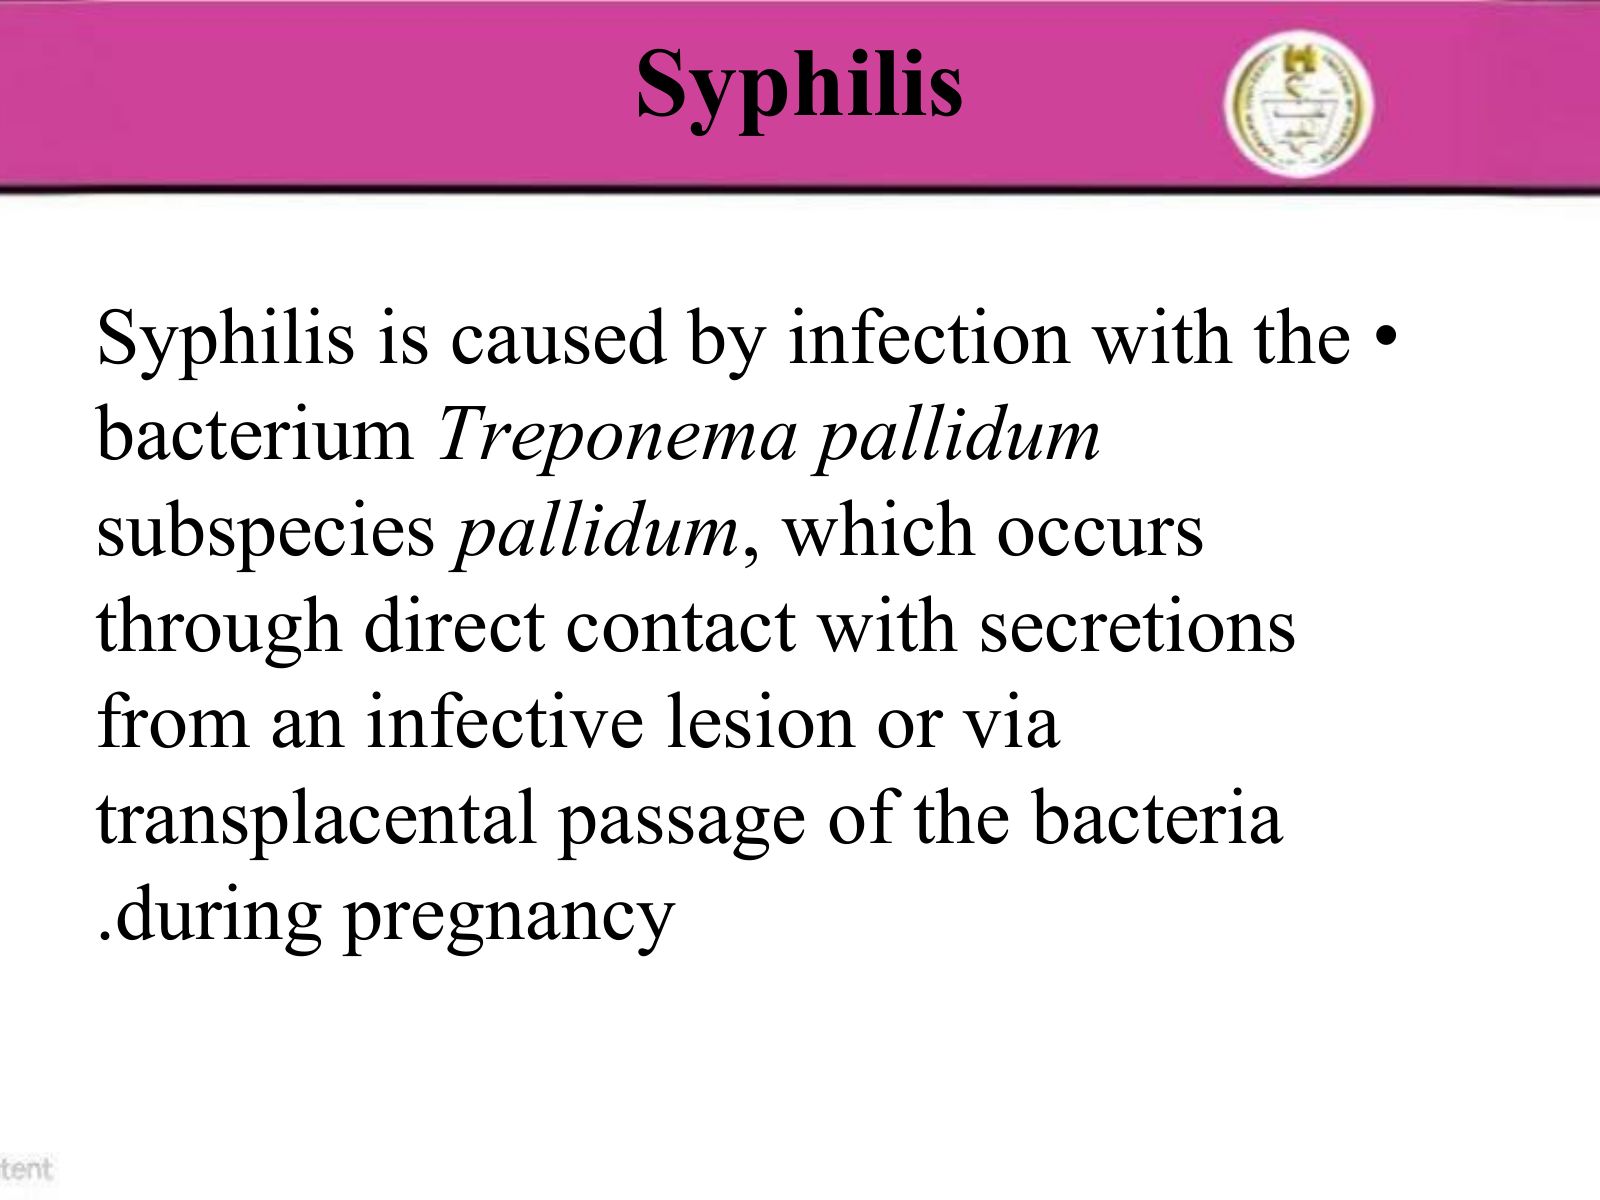 Syphilis
Syphilis is caused by infection with the •
bacterium Treponema pallidum
subspecies pallidum, which occurs
through direct contact with secretions
from an infective lesion or via
transplacental passage of the bacteria
.during pregnancy
tent